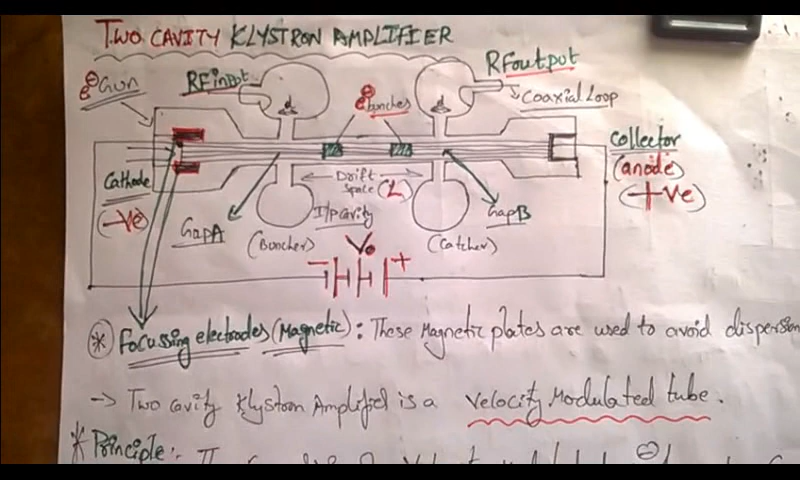 TWO CAVITY KLYSTRON AMPLIFIER
e⊖ Gun
RF input
RF output
e⊖ bunches
Coaxial Loop
Collector
(anode)
(+ve)
Cathode
(-ve)
Drift
Space (L)
Gap A
I/p cavity
Gap B
(Buncher)
V₀
(Catcher)
- +
* Focussing electrodes (Magnetic): These Magnetic plates are used to avoid dispersion
→ Two cavity Klystron Amplifier is a Velocity Modulated tube.
* Principle:-